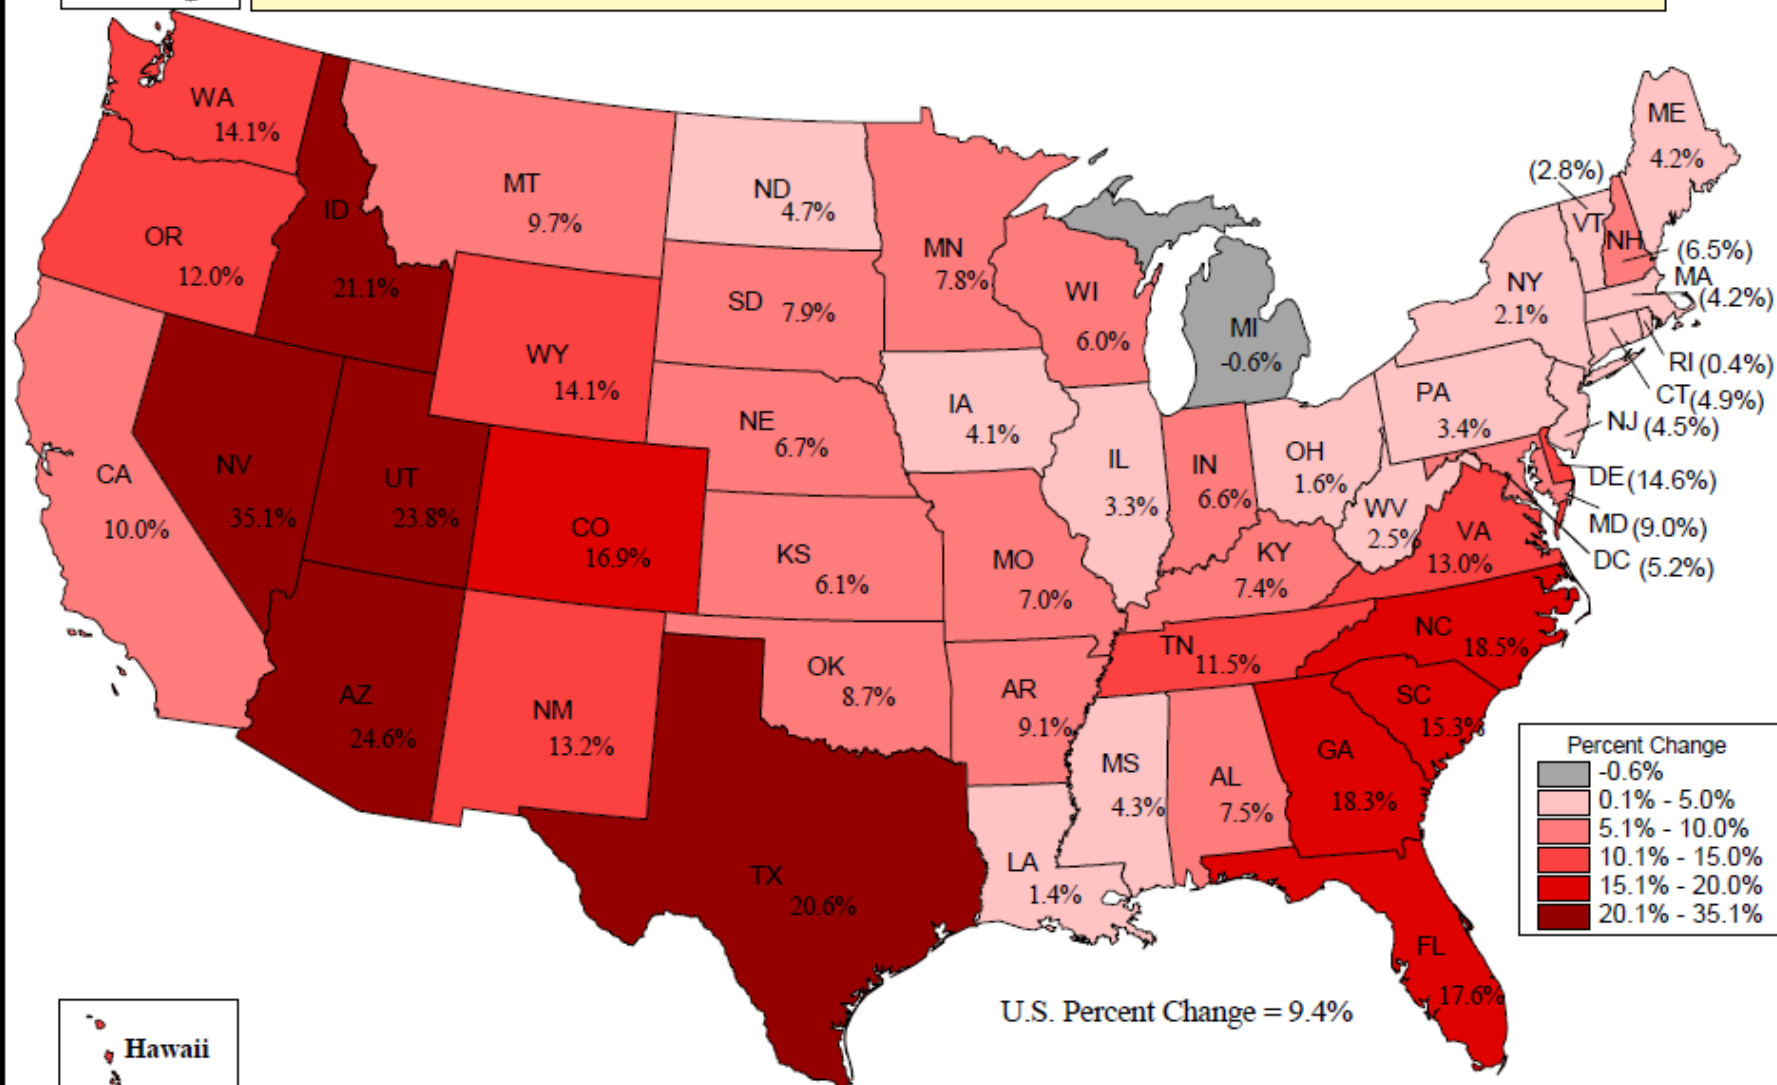 WA
14.1%
OR
12.0%
ID
21.1%
MT
9.7%
ND
4.7%
MN
7.8%
WI
6.0%
MI
-0.6%
SD 7.9%
WY
14.1%
NE
6.7%
IA
4.1%
IL
3.3%
IN
6.6%
OH
1.6%
PA
3.4%
NY
2.1%
(2.8%)
VT
NH
(6.5%)
ME
4.2%
MA
(4.2%)
RI (0.4%)
CT (4.9%)
NJ (4.5%)
DE (14.6%)
MD (9.0%)
DC (5.2%)
CA
10.0%
NV
35.1%
UT
23.8%
CO
16.9%
KS
6.1%
MO
7.0%
KY
7.4%
WV
2.5%
VA
13.0%
AZ
24.6%
NM
13.2%
OK
8.7%
AR
9.1%
TN
11.5%
NC
18.5%
SC
15.3%
GA
18.3%
AL
7.5%
MS
4.3%
LA
1.4%
TX
20.6%
FL
17.6%
Percent Change
-0.6%
0.1% - 5.0%
5.1% - 10.0%
10.1% - 15.0%
15.1% - 20.0%
20.1% - 35.1%
U.S. Percent Change = 9.4%
Hawaii